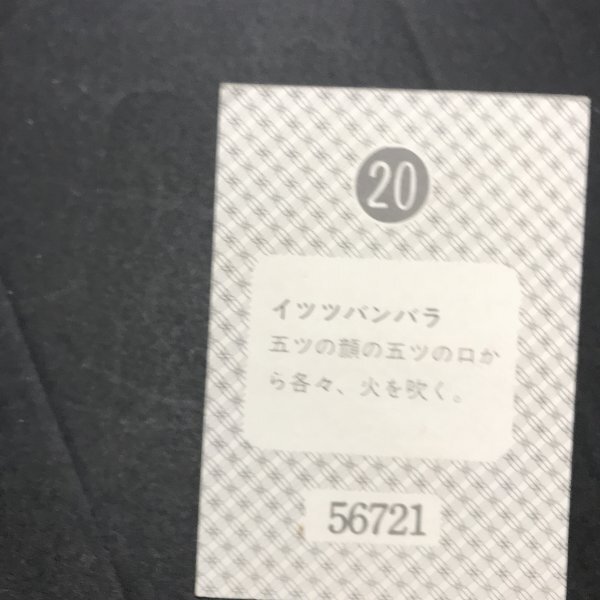 20
イツツバンバラ
五ツの顔の五ツの口か
ら各々、火を吹く。
56721